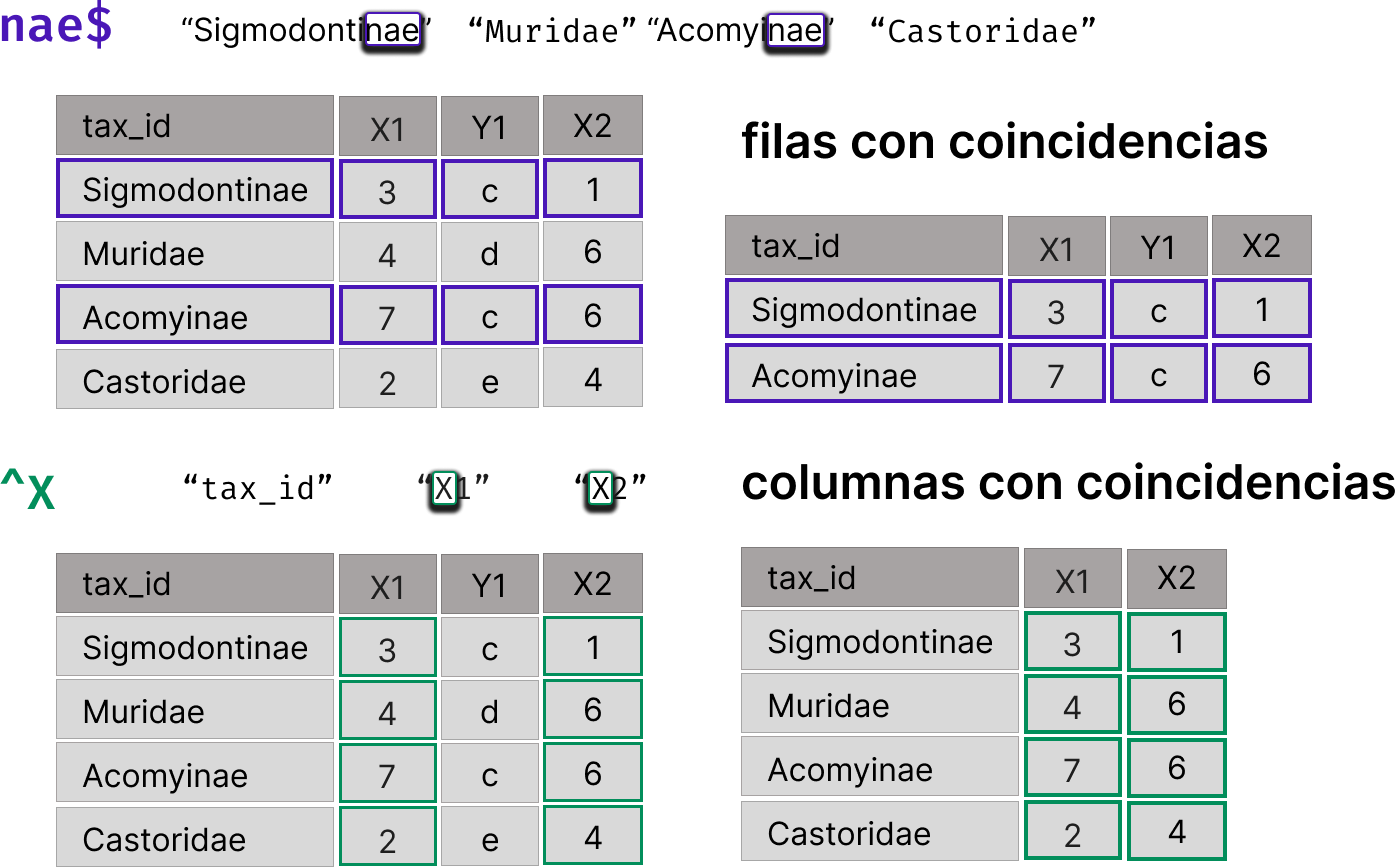 nae$ “Sigmodontinae” “Muridae” “Acomyinae” “Castoridae”
tax_id X1 Y1 X2
Sigmodontinae 3 c 1
Muridae 4 d 6
Acomyinae 7 c 6
Castoridae 2 e 4
filas con coincidencias
tax_id X1 Y1 X2
Sigmodontinae 3 c 1
Acomyinae 7 c 6
^X “tax_id” “X1” “X2”
tax_id X1 Y1 X2
Sigmodontinae 3 c 1
Muridae 4 d 6
Acomyinae 7 c 6
Castoridae 2 e 4
columnas con coincidencias
tax_id X1 X2
Sigmodontinae 3 1
Muridae 4 6
Acomyinae 7 6
Castoridae 2 4